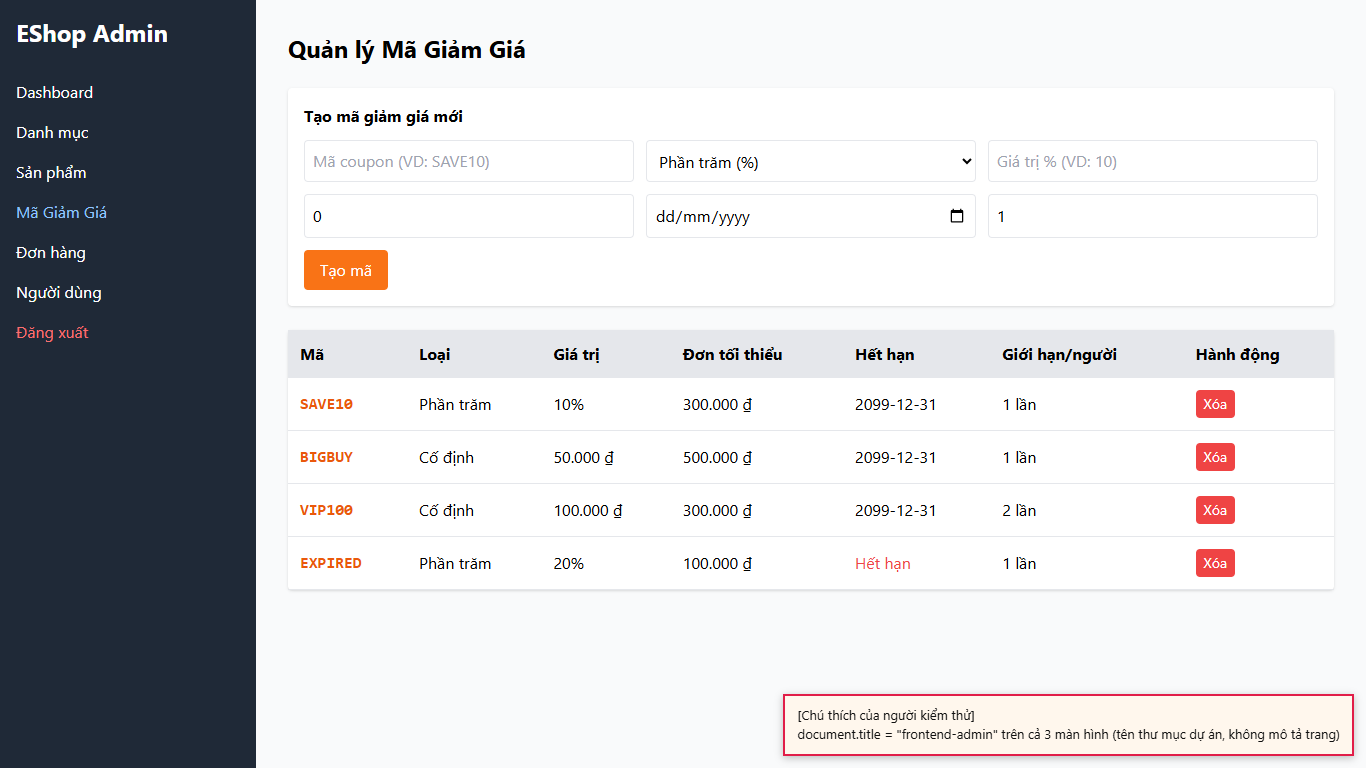 EShop Admin
Dashboard
Danh mục
Sản phẩm
Mã Giảm Giá
Đơn hàng
Người dùng
Đăng xuất
Quản lý Mã Giảm Giá
Tạo mã giảm giá mới
Mã coupon (VD: SAVE10) Phần trăm (%) Giá trị % (VD: 10)
0 dd/mm/yyyy 1
Tạo mã
Mã Loại Giá trị Đơn tối thiểu Hết hạn Giới hạn/người Hành động
SAVE10 Phần trăm 10% 300.000 ₫ 2099-12-31 1 lần Xóa
BIGBUY Cố định 50.000 ₫ 500.000 ₫ 2099-12-31 1 lần Xóa
VIP100 Cố định 100.000 ₫ 300.000 ₫ 2099-12-31 2 lần Xóa
EXPIRED Phần trăm 20% 100.000 ₫ Hết hạn 1 lần Xóa
[Chú thích của người kiểm thử]
document.title = "frontend-admin" trên cả 3 màn hình (tên thư mục dự án, không mô tả trang)